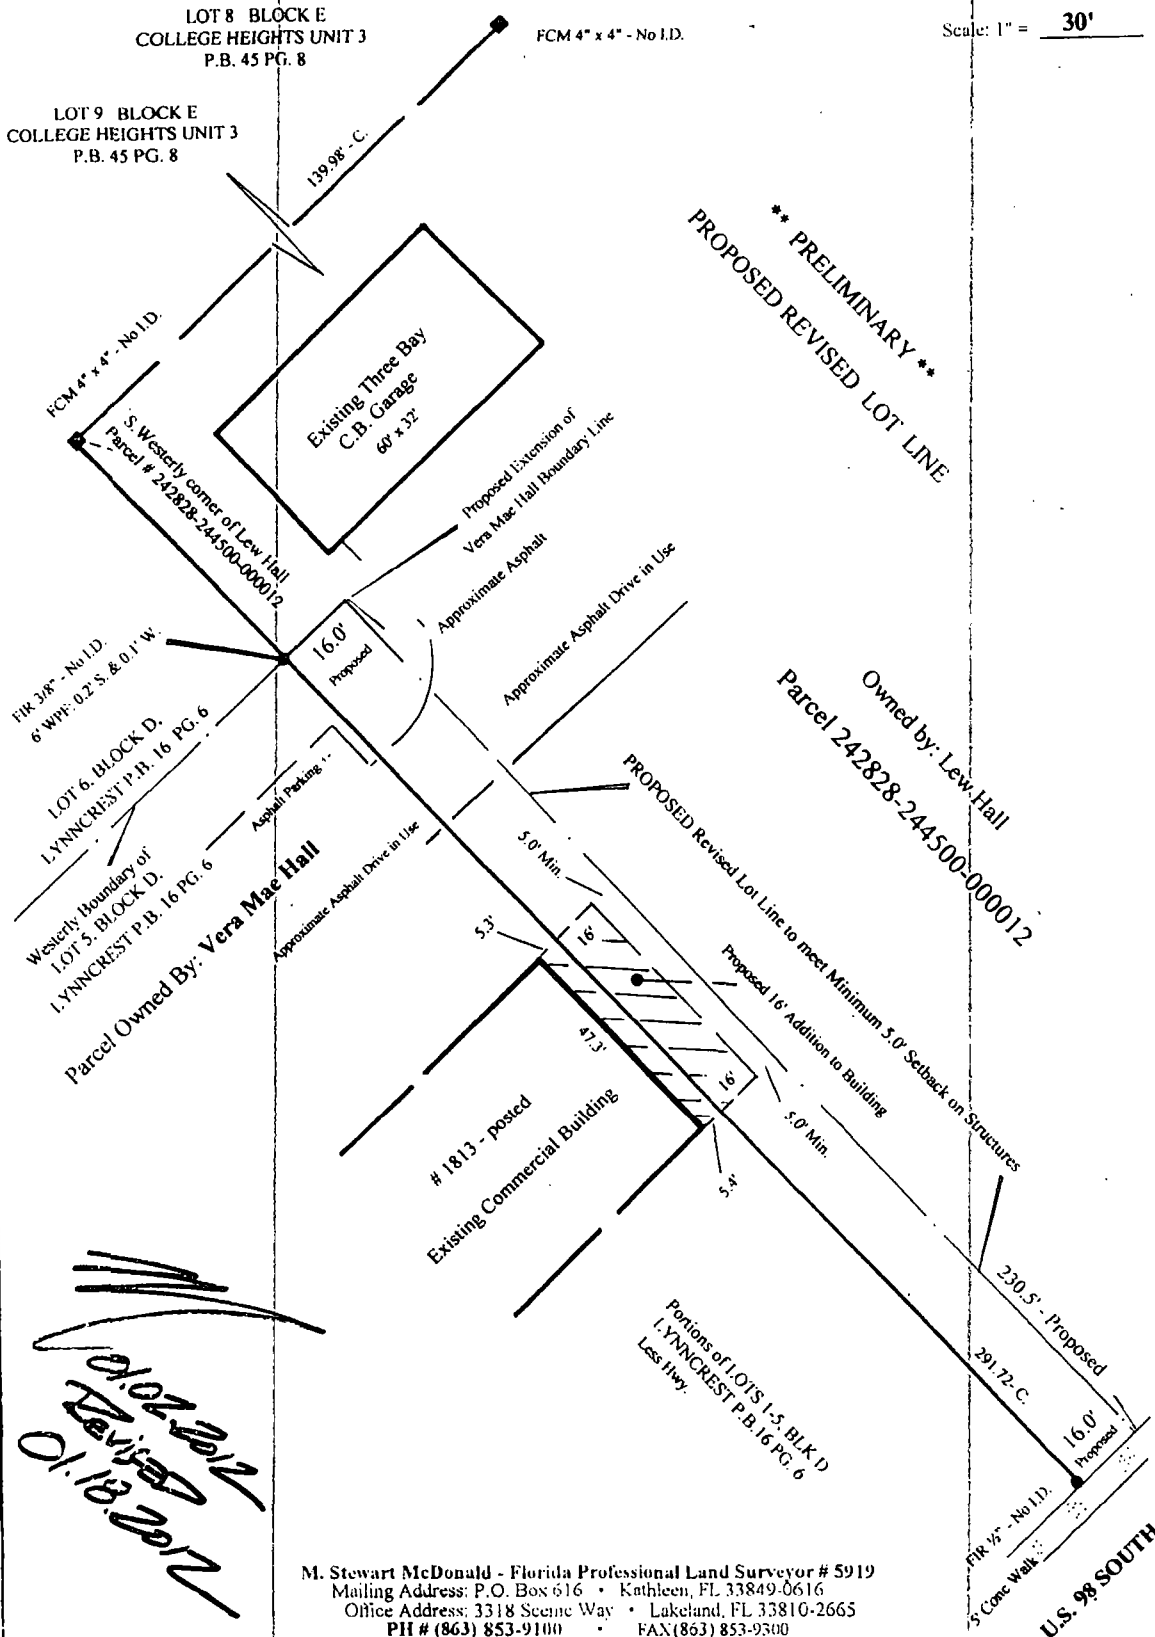 LOT 8 BLOCK E
COLLEGE HEIGHTS UNIT 3
P.B. 45 PG. 8
FCM 4" x 4" - No I.D.
Scale: 1" = 30'
LOT 9 BLOCK E
COLLEGE HEIGHTS UNIT 3
P.B. 45 PG. 8
139.98' - C.
** PRELIMINARY **
PROPOSED REVISED LOT LINE
FCM 4" x 4" - No I.D.
Existing Three Bay
C.B. Garage
60' x 32'
S. Westerly corner of Lew Hall
Parcel # 242828-244500-000012
Proposed Extension of
Vera Mae Hall Boundary Line
Approximate Asphalt
Approximate Asphalt Drive in Use
16.0'
Proposed
FIR 3/8" - No I.D.
6' WPF: 0.2' S. & 0.1' W.
LOT 6, BLOCK D,
LYNNCREST P.B. 16 PG. 6
Asphalt Parking
Westerly Boundary of
LOT 5, BLOCK D,
LYNNCREST P.B. 16 PG. 6
Parcel Owned By: Vera Mae Hall
Approximate Asphalt Drive in Use
Owned by: Lew Hall
Parcel 242828-244500-000012
PROPOSED Revised Lot Line to meet Minimum 5.0' Setback on Structures
5.0' Min.
5.3'
16'
Proposed 16' Addition to Building
47.3'
16'
5.0' Min.
5.4'
# 1813 - posted
Existing Commercial Building
230.5' - Proposed
291.72- C.
Portions of LOTS 1-5, BLK D
LYNNCREST P.B. 16 PG. 6
Less Hwy.
16.0'
Proposed
FIR ½" - No I.D.
5' Conc Walk
U.S. 98 SOUTH
01.02.2012
REVISED
01.18.2012
M. Stewart McDonald - Florida Professional Land Surveyor # 5919
Mailing Address: P.O. Box 616 • Kathleen, FL 33849-0616
Office Address: 3318 Scenic Way • Lakeland, FL 33810-2665
PH # (863) 853-9100 • FAX(863) 853-9300